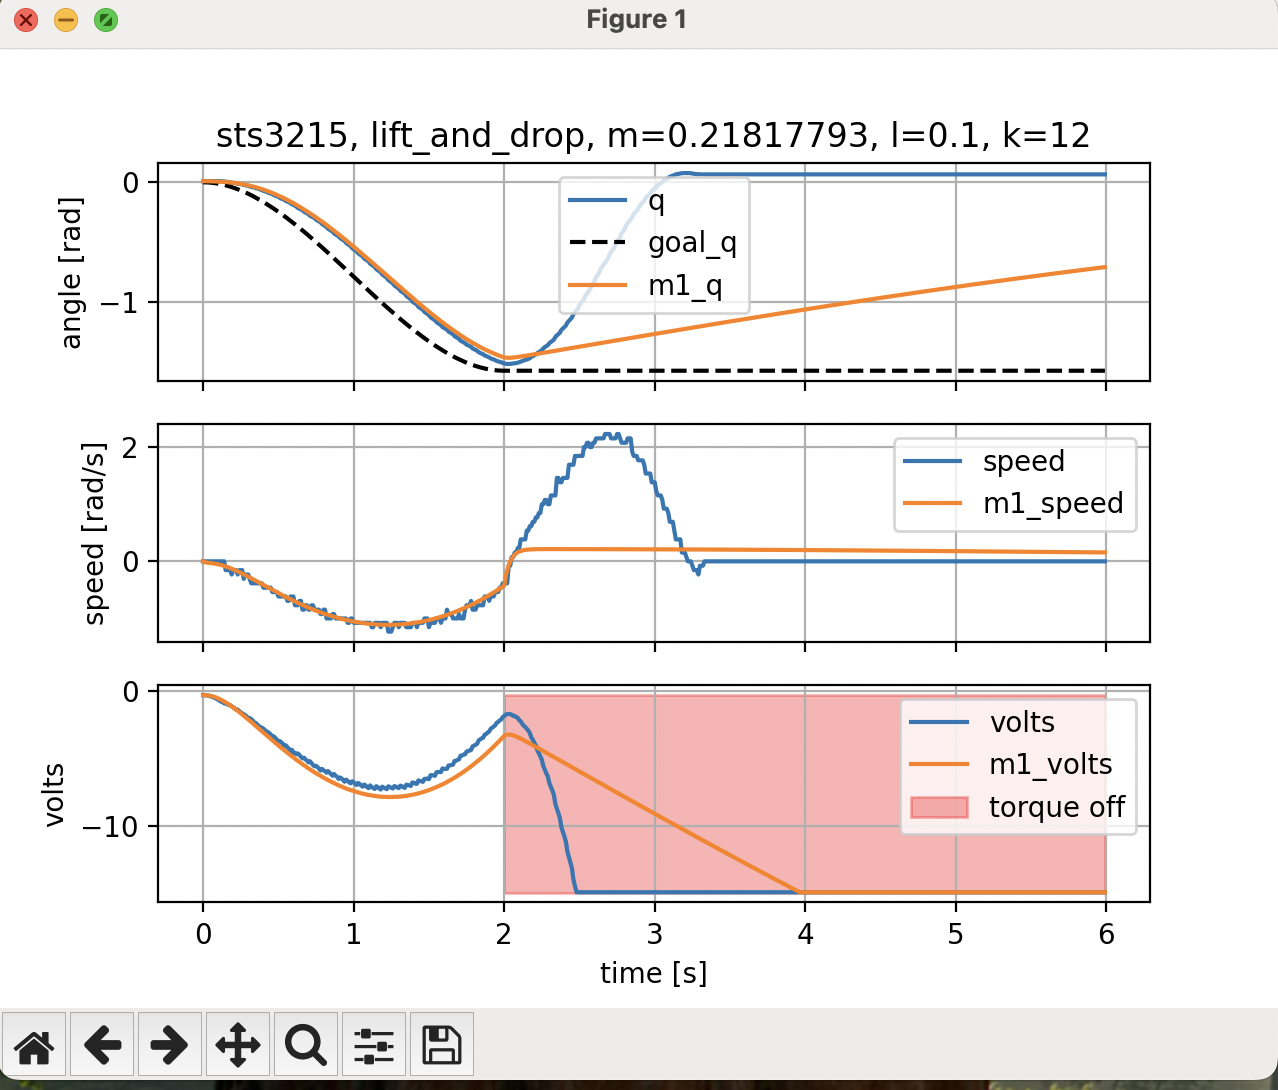 Figure 1
sts3215, lift_and_drop, m=0.21817793, l=0.1, k=12
angle [rad]
0
−1
q
goal_q
m1_q
speed [rad/s]
2
0
speed
m1_speed
volts
0
−10
volts
m1_volts
torque off
0 1 2 3 4 5 6
time [s]